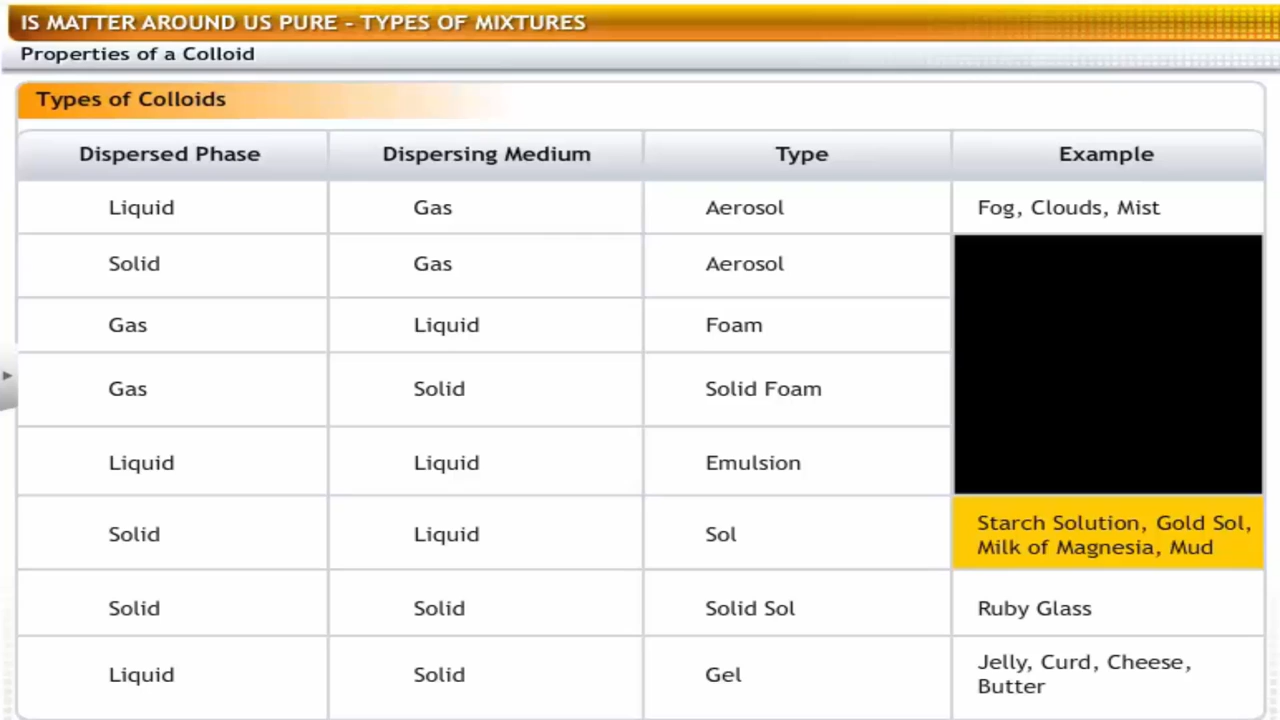 IS MATTER AROUND US PURE - TYPES OF MIXTURES
Properties of a Colloid
Types of Colloids
Dispersed Phase Dispersing Medium Type Example
Liquid Gas Aerosol Fog, Clouds, Mist
Solid Gas Aerosol
Gas Liquid Foam
Gas Solid Solid Foam
Liquid Liquid Emulsion
Solid Liquid Sol Starch Solution, Gold Sol,
Milk of Magnesia, Mud
Solid Solid Solid Sol Ruby Glass
Liquid Solid Gel Jelly, Curd, Cheese,
Butter